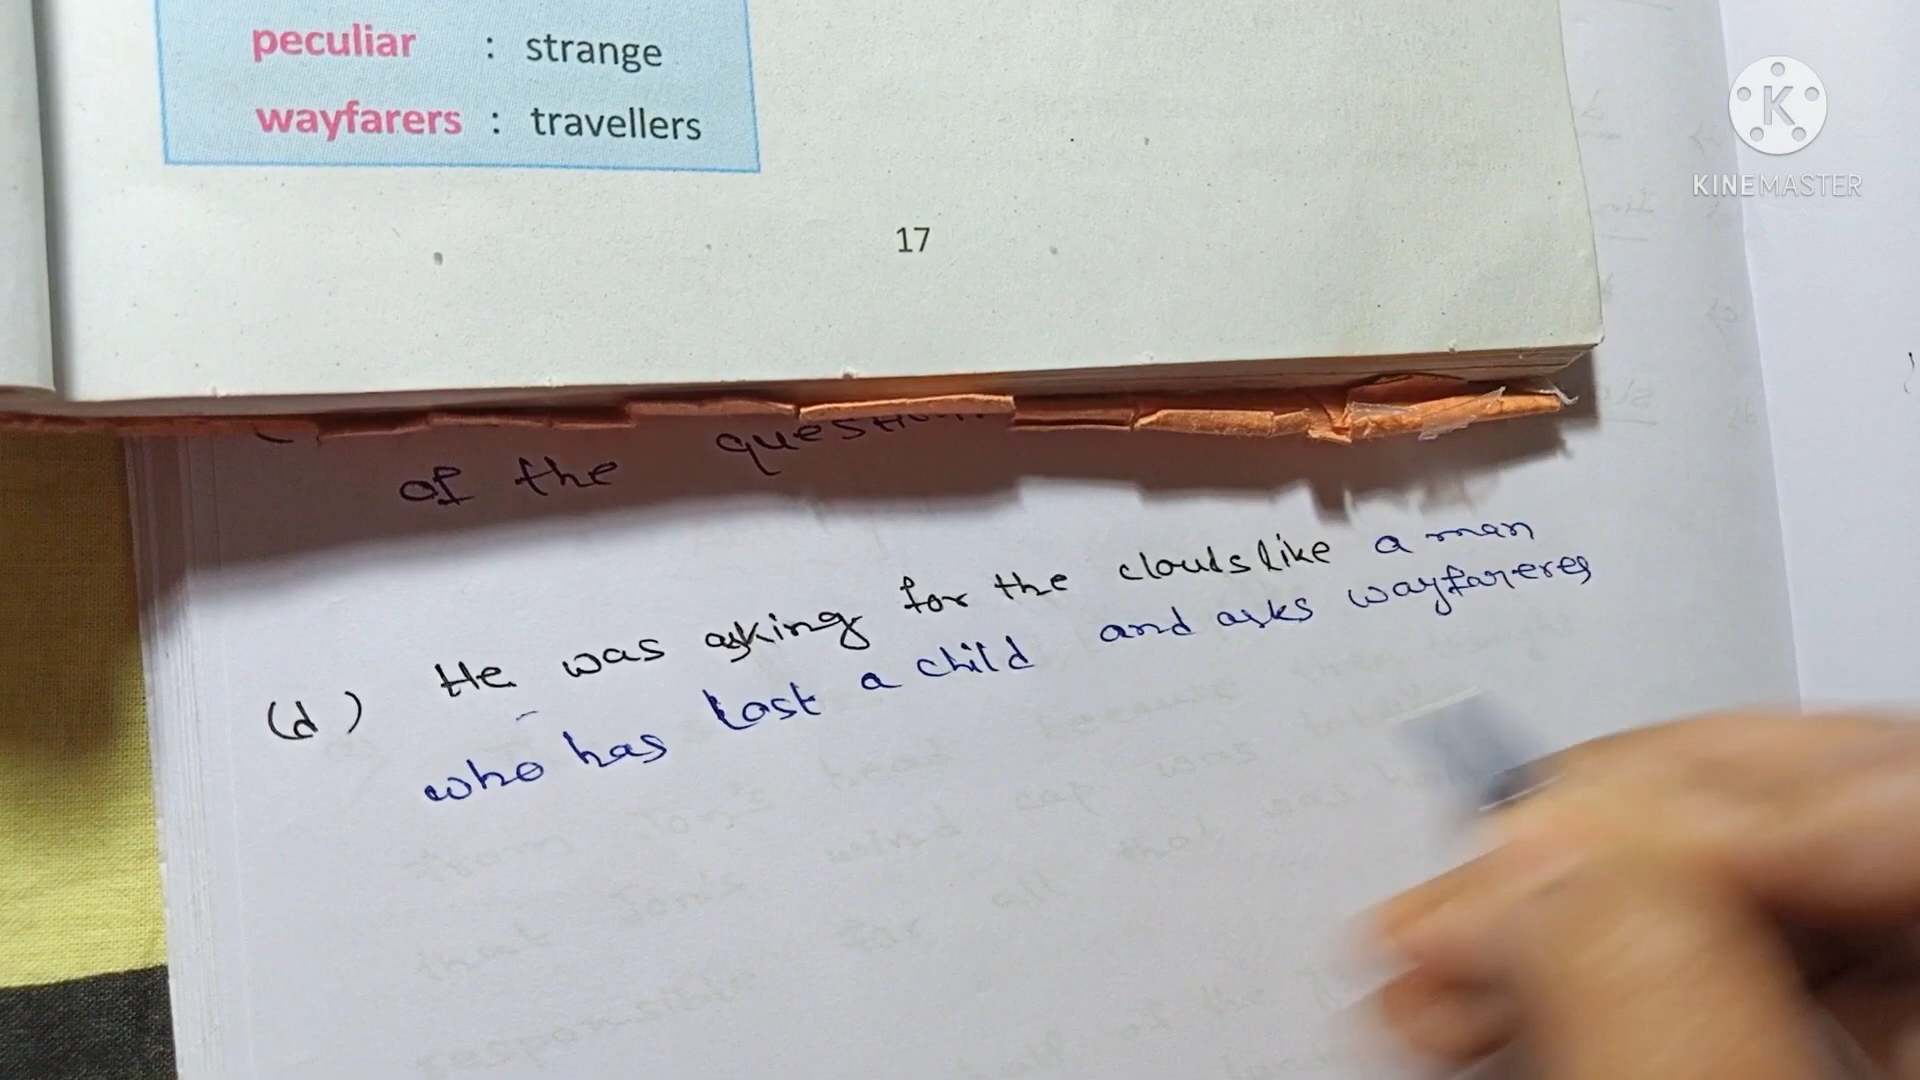 peculiar : strange
wayfarers : travellers
KINEMASTER
17
of the question
(d) He was asking for the clouds like a man
who has lost a child and asks wayfareres